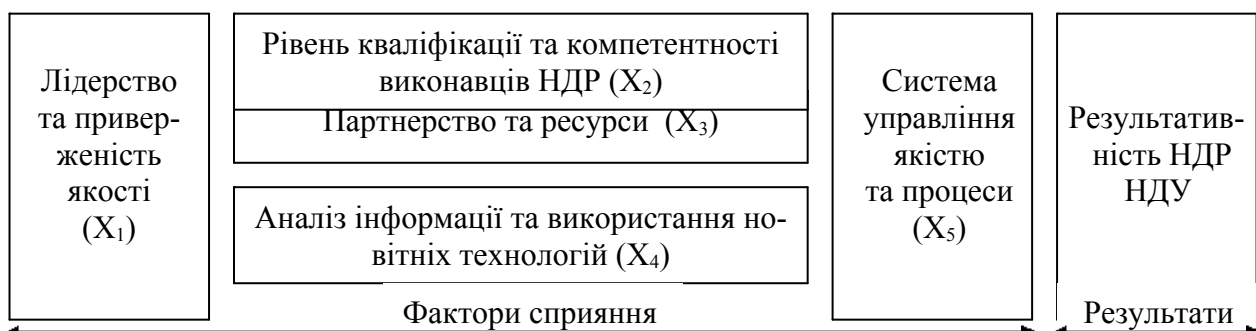 Лідерство
та привер-
женість
якості
(X₁)
Рівень кваліфікації та компетентності
виконавців НДР (X₂)
Партнерство та ресурси (X₃)
Аналіз інформації та використання но-
вітніх технологій (X₄)
Система
управління
якістю
та процеси
(X₅)
Результатив-
ність НДР
НДУ
Фактори сприяння
Результати